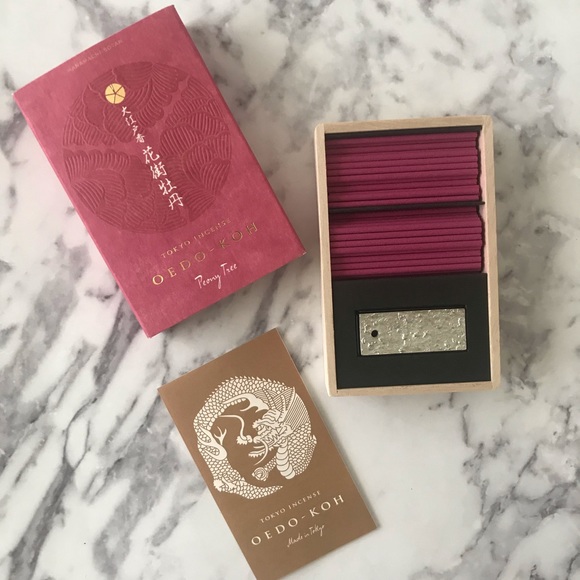 大江戸香
花街牡丹
TOKYO INCENSE
OEDO-KOH
Peony Tree
TOKYO INCENSE
OEDO-KOH
Made in Tokyo